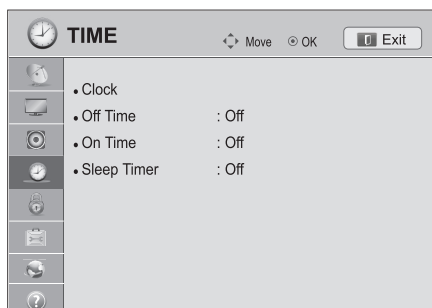 TIME Move OK Exit
• Clock
• Off Time : Off
• On Time : Off
• Sleep Timer : Off